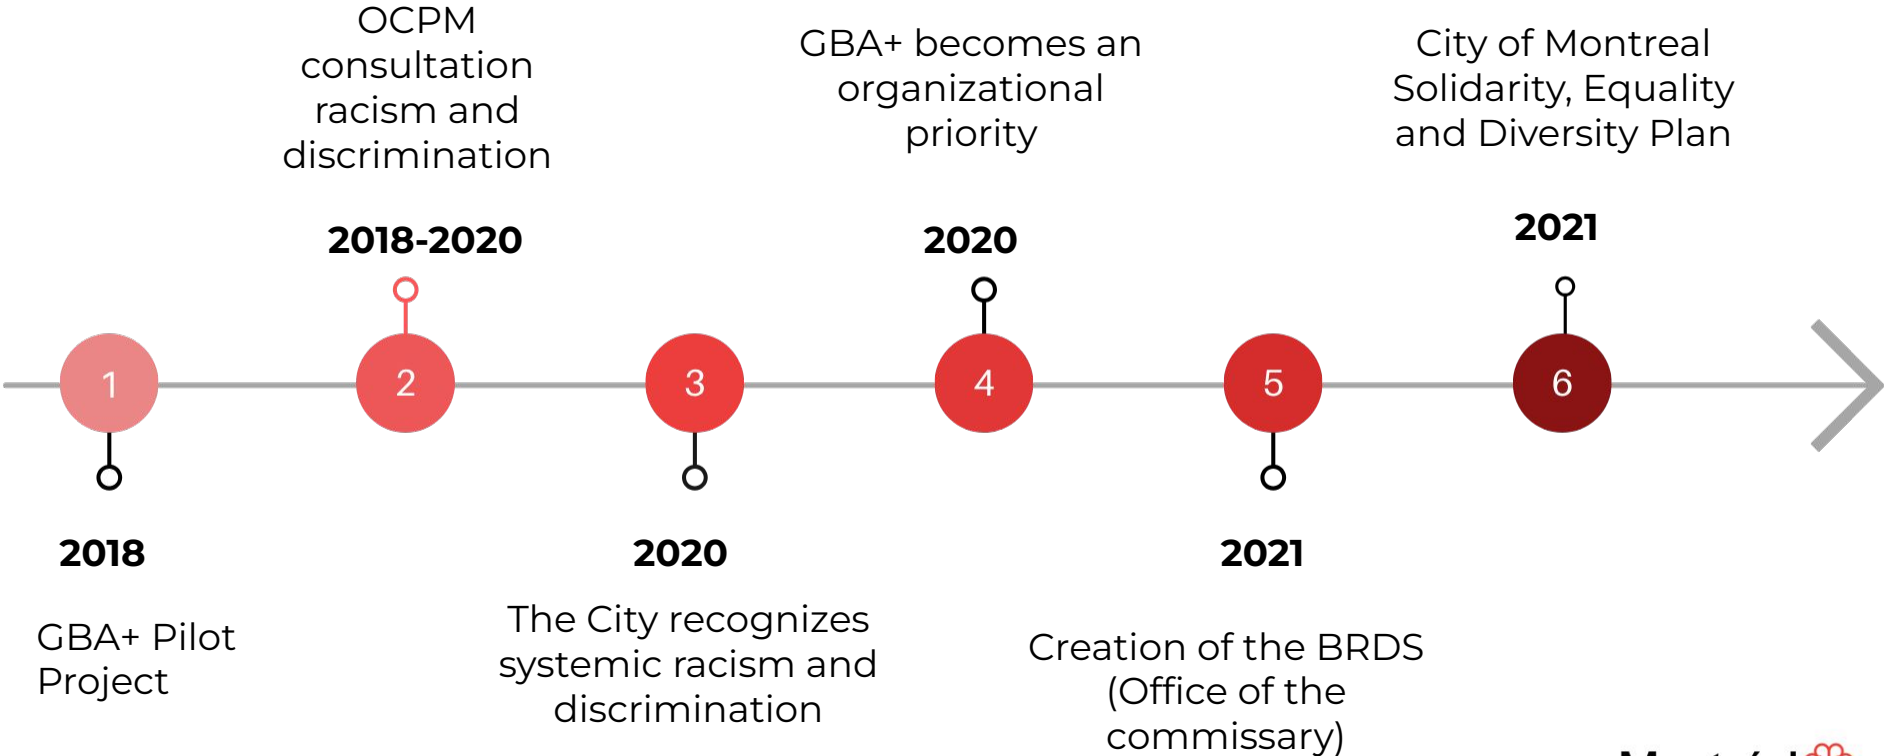 OCPM
consultation
racism and
discrimination
2018-2020
GBA+ becomes an
organizational
priority
2020
City of Montreal
Solidarity, Equality
and Diversity Plan
2021
1
2
3
4
5
6
2018
GBA+ Pilot
Project
2020
The City recognizes
systemic racism and
discrimination
2021
Creation of the BRDS
(Office of the
commissary)